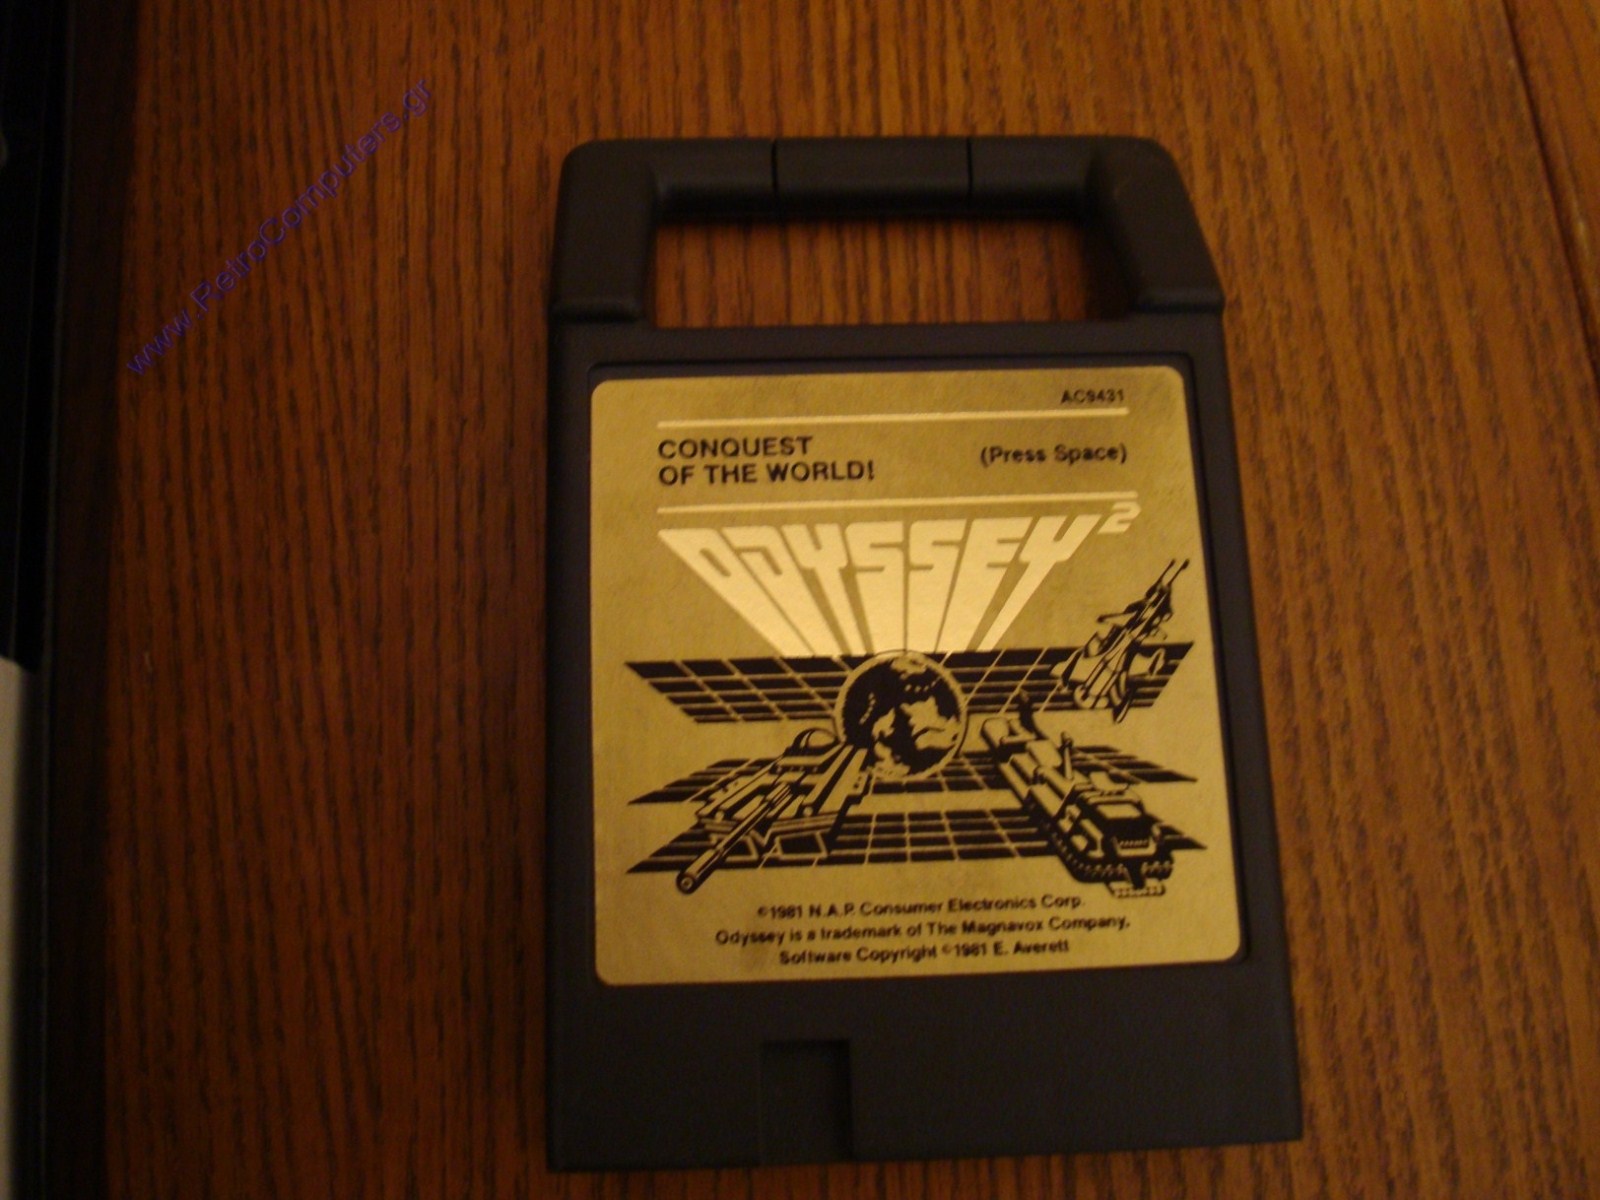 www.RetroComputers.gr
AC9431
CONQUEST
OF THE WORLD!
(Press Space)
ODYSSEY²
©1981 N.A.P. Consumer Electronics Corp.
Odyssey is a trademark of The Magnavox Company.
Software Copyright ©1981 E. Averett